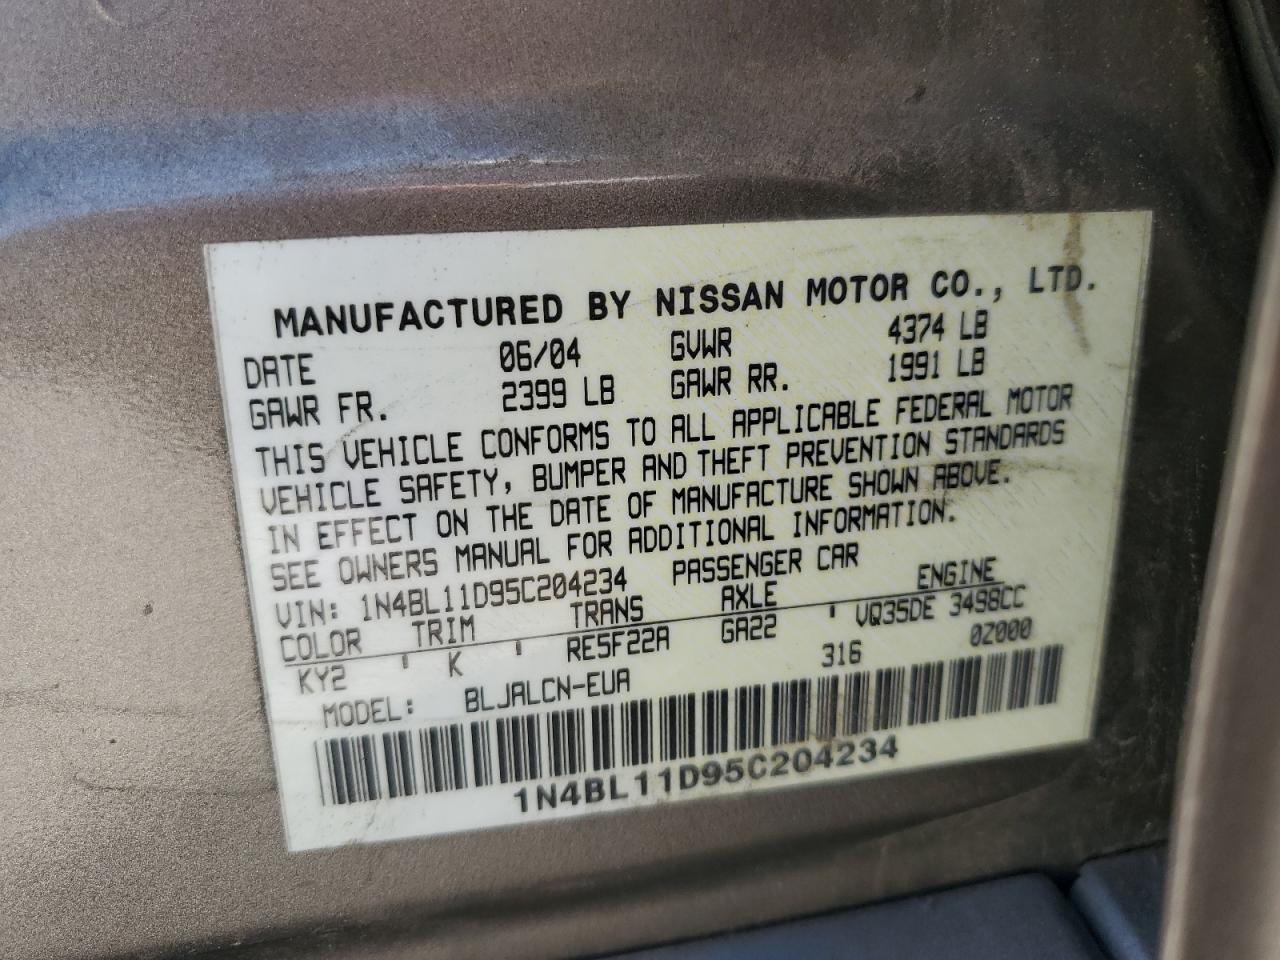 MANUFACTURED BY NISSAN MOTOR CO., LTD.
DATE 06/04 GVWR 4374 LB
GAWR FR. 2399 LB GAWR RR. 1991 LB
THIS VEHICLE CONFORMS TO ALL APPLICABLE FEDERAL MOTOR
VEHICLE SAFETY, BUMPER AND THEFT PREVENTION STANDARDS
IN EFFECT ON THE DATE OF MANUFACTURE SHOWN ABOVE.
SEE OWNERS MANUAL FOR ADDITIONAL INFORMATION.
VIN: 1N4BL11D95C204234 PASSENGER CAR
COLOR TRIM TRANS AXLE ENGINE
KY2 K RE5F22A GA22 VQ35DE 3498CC
MODEL: BLJALCN-EUA 316 0Z000
1N4BL11D95C204234